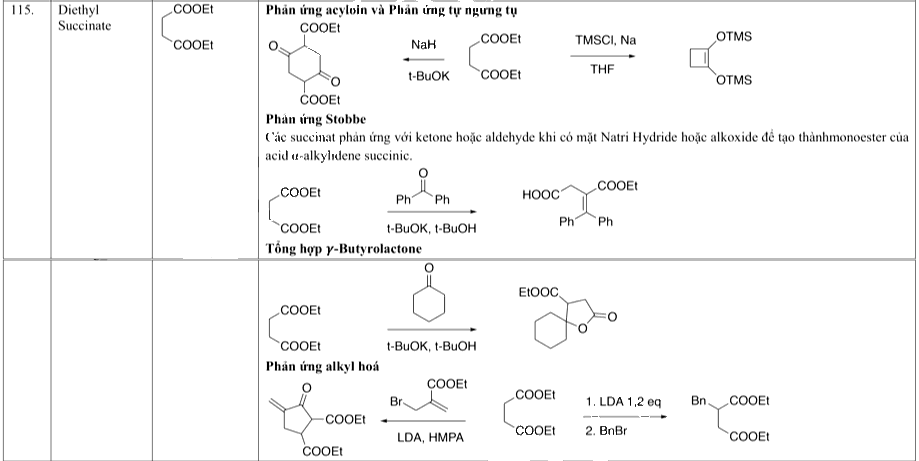 115.
Diethyl
Succinate
COOEt
COOEt
Phản ứng acyloin và Phản ứng tự ngưng tụ
COOEt
O
O
COOEt
NaH
t-BuOK
COOEt
COOEt
TMSCl, Na
THF
OTMS
OTMS
Phản ứng Stobbe
Các succinat phản ứng với ketone hoặc aldehyde khi có mặt Natri Hydride hoặc alkoxide để tạo thànhmonoester của
acid α-alkylidene succinic.
COOEt
COOEt
O
Ph Ph
t-BuOK, t-BuOH
HOOC
COOEt
Ph Ph
Tổng hợp γ-Butyrolactone
COOEt
COOEt
O
t-BuOK, t-BuOH
EtOOC
O
O
Phản ứng alkyl hoá
O
COOEt
COOEt
COOEt
Br
LDA, HMPA
COOEt
COOEt
1. LDA 1,2 eq
2. BnBr
Bn COOEt
COOEt